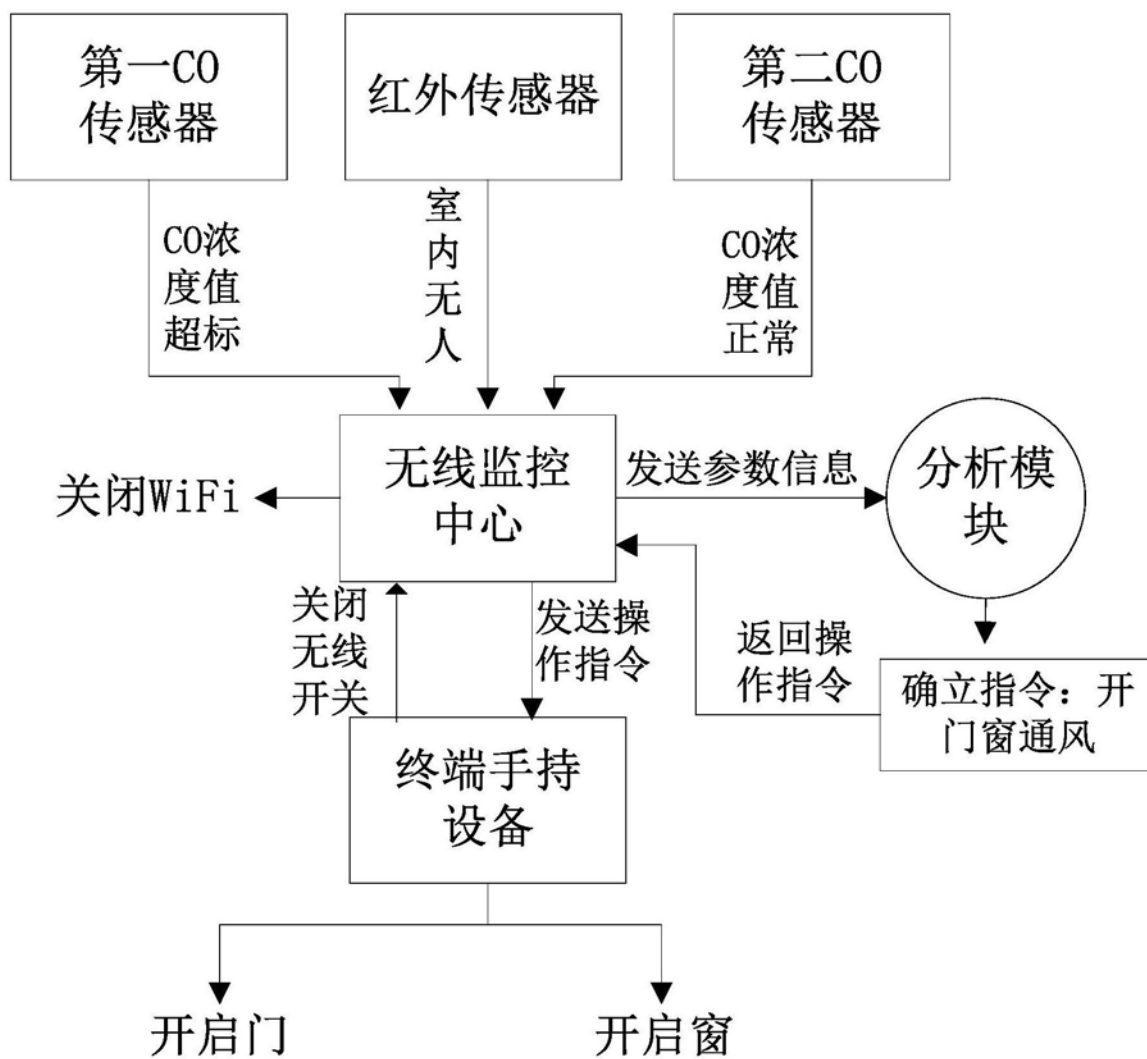 第一CO
传感器
红外传感器
第二CO
传感器
CO浓
度值
超标
室
内
无
人
CO浓
度值
正常
关闭WiFi
无线监控
中心
发送参数信息
分析模
块
关闭
无线
开关
发送操
作指令
返回操
作指令
确立指令：开
门窗通风
终端手持
设备
开启门
开启窗